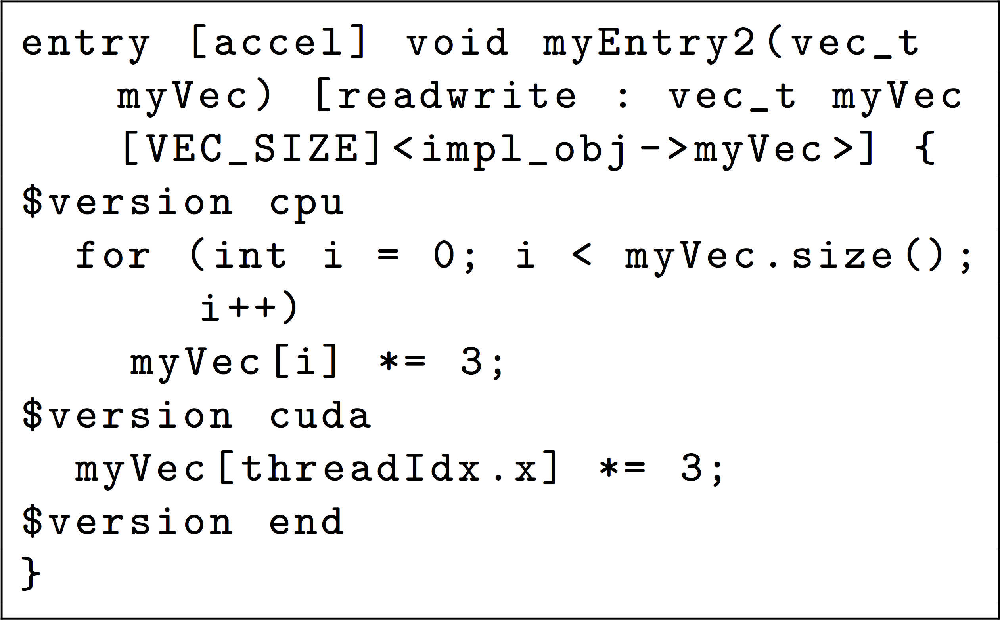 entry [accel] void myEntry2(vec_t
myVec) [readwrite : vec_t myVec
[VEC_SIZE]<impl_obj->myVec>] {
$version cpu
for (int i = 0; i < myVec.size();
i++)
myVec[i] *= 3;
$version cuda
myVec[threadIdx.x] *= 3;
$version end
}